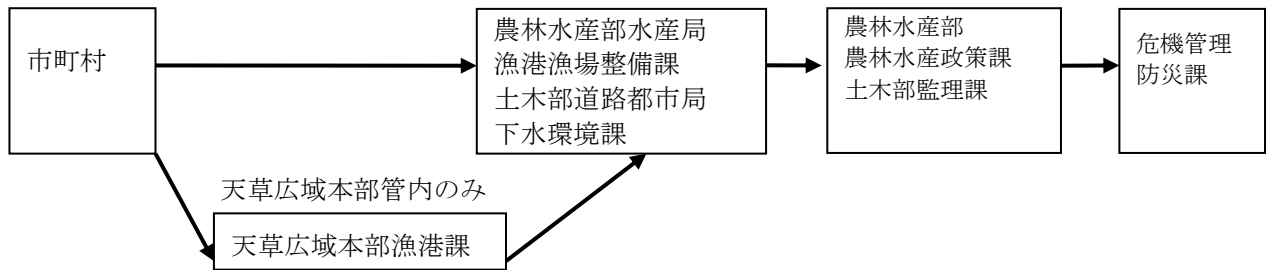 市町村
農林水産部水産局
漁港漁場整備課
土木部道路都市局
下水環境課
農林水産部
農林水産政策課
土木部監理課
危機管理
防災課
天草広域本部管内のみ
天草広域本部漁港課